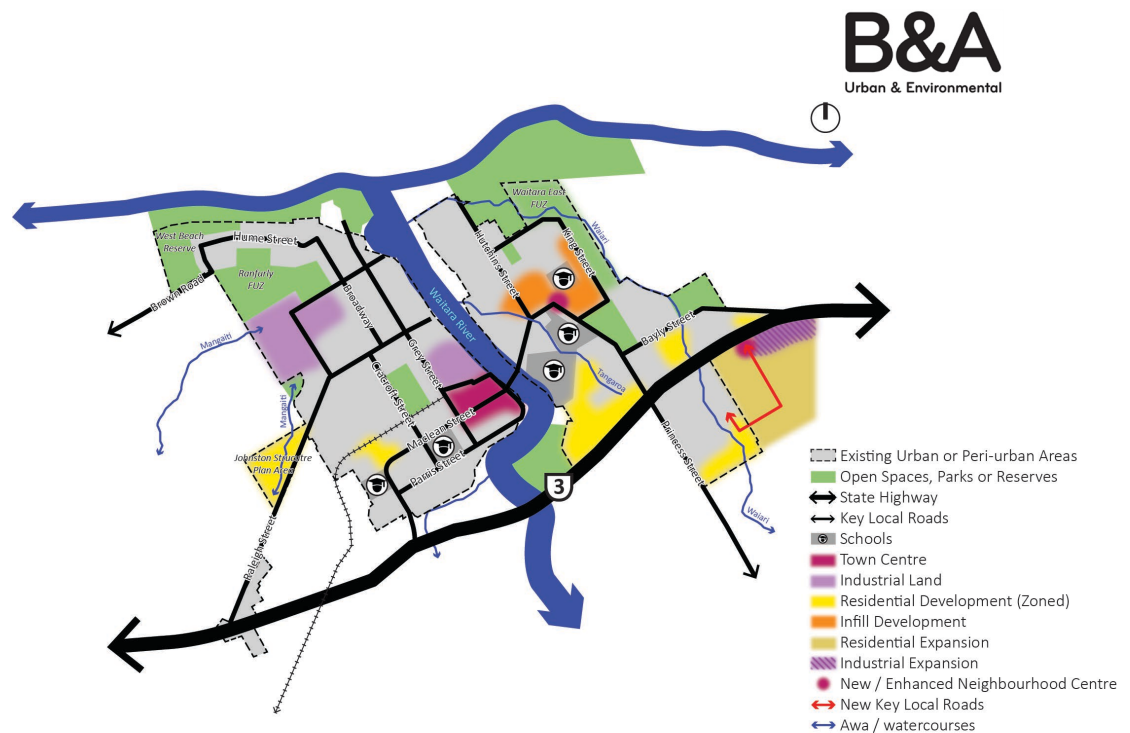 B&A
Urban & Environmental
Waitara East
FUZ
Waiari
West Beach
Reserve
Hume Street
Hutchins Street
King Street
Ranfurly
FUZ
Brown Road
Broadway
Waitara River
Mangaiti
Bayly Street
Grey Street
Cracroft Street
Tangaroa
Mangaiti
Maclean Street
Princess Street
Johnston Strucutre
Plan Area
Parris Street
3
Waiari
Raleigh Street
Existing Urban or Peri-urban Areas
Open Spaces, Parks or Reserves
State Highway
Key Local Roads
Schools
Town Centre
Industrial Land
Residential Development (Zoned)
Infill Development
Residential Expansion
Industrial Expansion
New / Enhanced Neighbourhood Centre
New Key Local Roads
Awa / watercourses